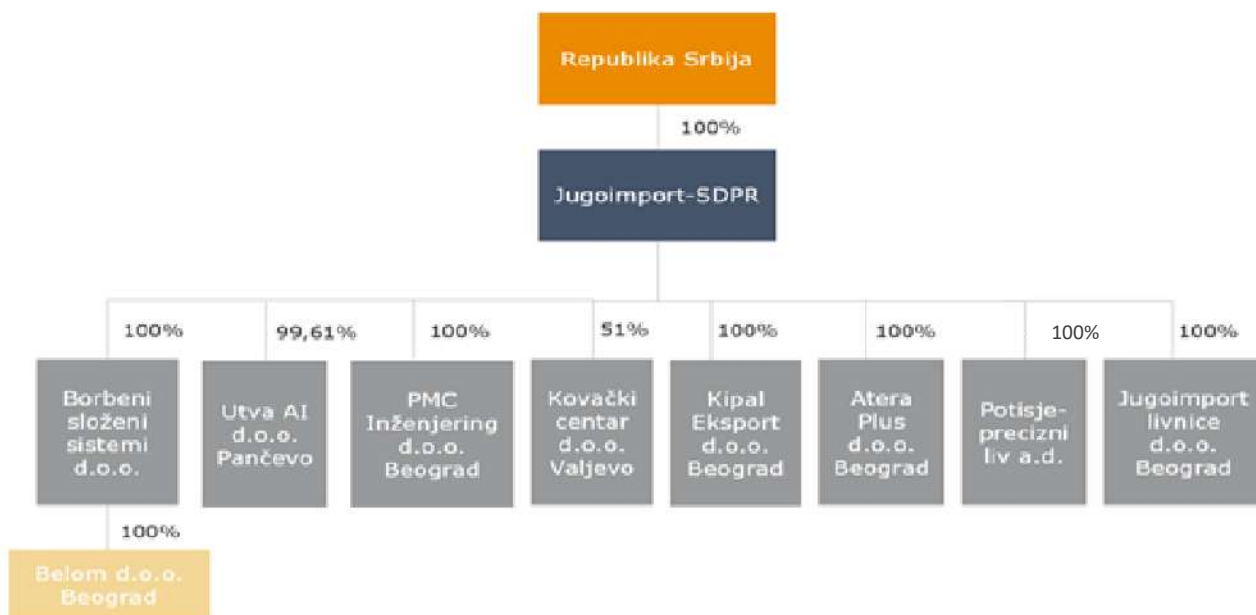 Republika Srbija
100%
Jugoimport-SDPR
100%
99,61%
100%
51%
100%
100%
100%
100%
Borbeni
složeni
sistemi
d.o.o.
Utva AI
d.o.o.
Pančevo
PMC
Inženjering
d.o.o.
Beograd
Kovački
centar
d.o.o.
Valjevo
Kipal
Eksport
d.o.o.
Beograd
Atera
Plus
d.o.o.
Beograd
Potisje-
precizni
liv a.d.
Jugoimport
livnice
d.o.o.
Beograd
100%
Belom d.o.o.
Beograd